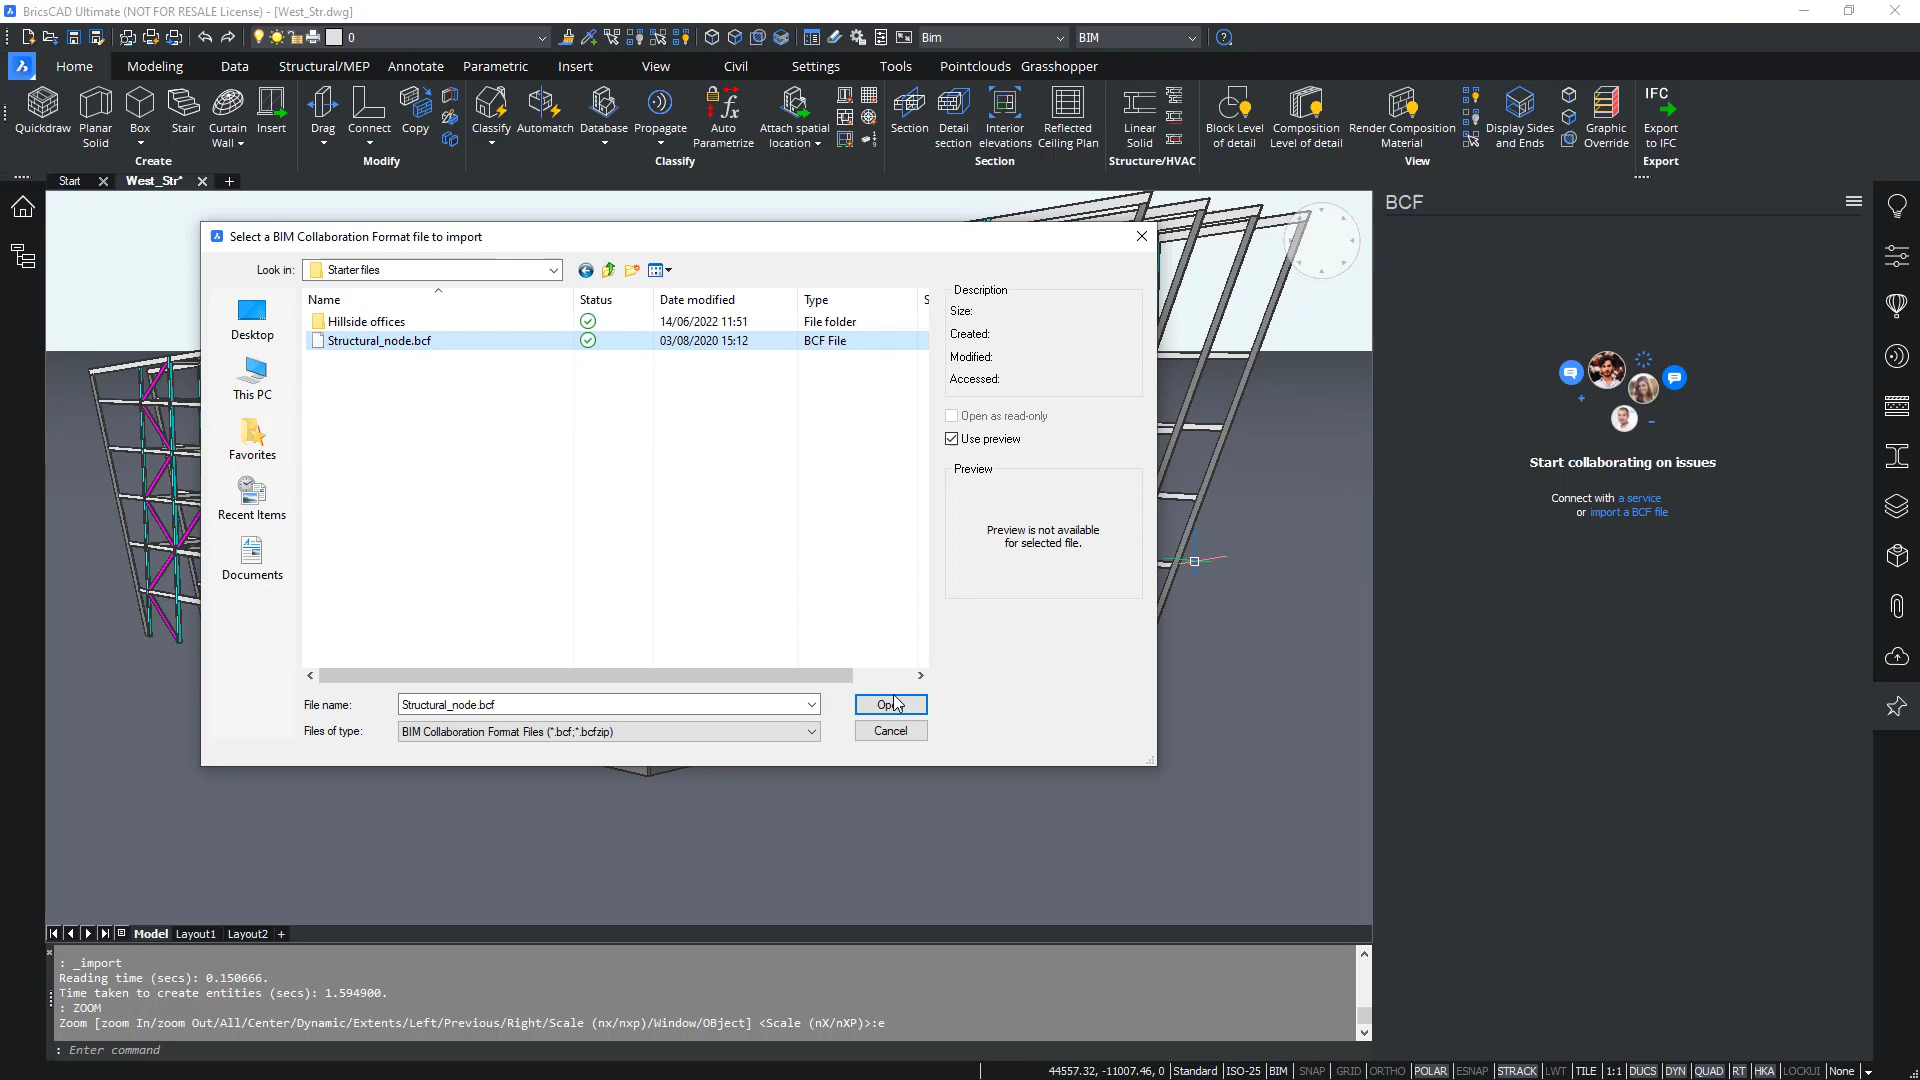 BricsCAD Ultimate (NOT FOR RESALE License) - [West_Str.dwg]
0
Bim
BIM
Home Modeling Data Structural/MEP Annotate Parametric Insert View Civil Settings Tools Pointclouds Grasshopper
Quickdraw
Planar Solid
Box
Stair
Curtain Wall
Insert
Create
Drag
Connect
Copy
Modify
Classify
Automatch
Database
Propagate
Auto Parametrize
Attach spatial location
Classify
Section
Detail section
Interior elevations
Reflected Ceiling Plan
Section
Linear Solid
Structure/HVAC
Block Level of detail
Composition Level of detail
Render Composition Material
Display Sides and Ends
Graphic Override
View
IFC
Export to IFC
Export
Start
West_Str*
BCF
Select a BIM Collaboration Format file to import
Look in: Starter files
Name Status Date modified Type S
Hillside offices 14/06/2022 11:51 File folder
Structural_node.bcf 03/08/2020 15:12 BCF File
Desktop
This PC
Favorites
Recent Items
Documents
Description
Size:
Created:
Modified:
Accessed:
Open as read-only
Use preview
Preview
Preview is not available
for selected file.
File name: Structural_node.bcf
Files of type: BIM Collaboration Format Files (*.bcf;*.bcfzip)
Cancel
Start collaborating on issues
Connect with a service
or import a BCF file
Model Layout1 Layout2 +
: _import
Reading time (secs): 0.150666.
Time taken to create entities (secs): 1.594900.
: ZOOM
Zoom [zoom In/zoom Out/All/Center/Dynamic/Extents/Left/Previous/Right/Scale (nx/nxp)/Window/OBject] <Scale (nX/nXP)>:e
: Enter command
44557.32, -11007.46, 0 Standard ISO-25 BIM SNAP GRID ORTHO POLAR ESNAP STRACK LWT TILE 1:1 DUCS DYN QUAD RT HKA LOCKUI None